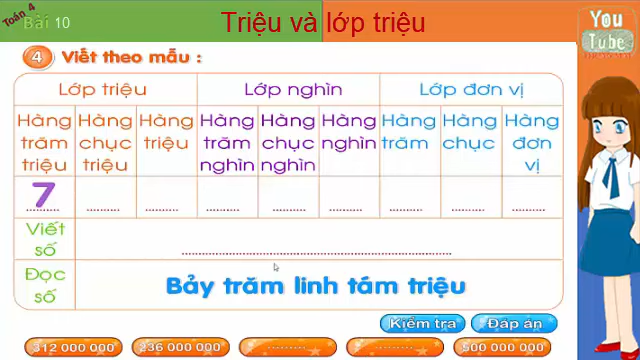 Toán 4
Bài 10
Triệu và lớp triệu
You
Tube
4 Viết theo mẫu :
Lớp triệu Lớp nghìn Lớp đơn vị
Hàng trăm triệu Hàng chục triệu Hàng triệu Hàng trăm nghìn Hàng chục nghìn Hàng nghìn Hàng trăm Hàng chục Hàng đơn vị
7 .......... .......... .......... .......... .......... .......... .......... ..........
Viết số
Đọc số Bảy trăm linh tám triệu
Kiểm tra Đáp án
312 000 000 236 000 000 .......... .......... 900 000 000